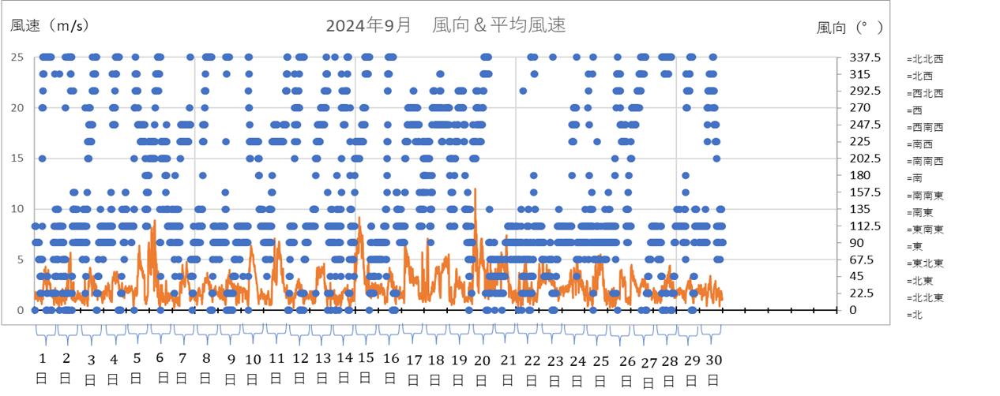 2024年9月　風向＆平均風速
風速（m/s）
風向（°）
25
20
15
10
5
0
337.5
315
292.5
270
247.5
225
202.5
180
157.5
135
112.5
90
67.5
45
22.5
0
=北北西
=北西
=西北西
=西
=西南西
=南西
=南南西
=南
=南南東
=南東
=東南東
=東
=東北東
=北東
=北北東
=北
1日
2日
3日
4日
5日
6日
7日
8日
9日
10日
11日
12日
13日
14日
15日
16日
17日
18日
19日
20日
21日
22日
23日
24日
25日
26日
27日
28日
29日
30日